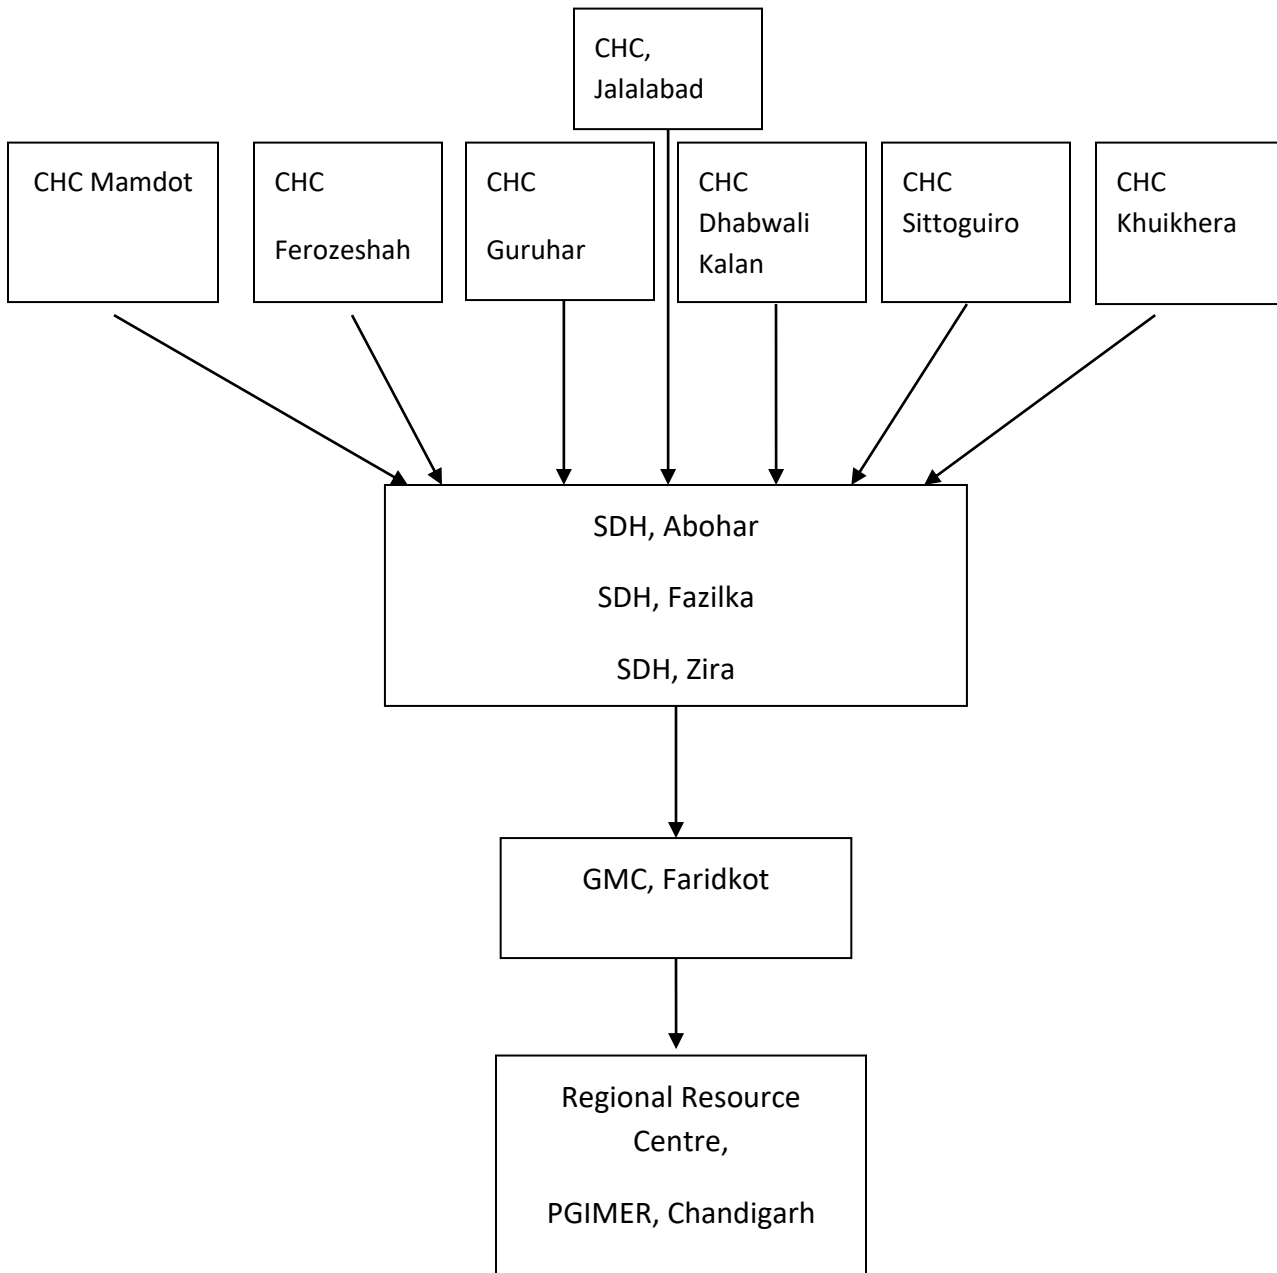 CHC,
Jalalabad
CHC Mamdot
CHC
Ferozeshah
CHC
Guruhar
CHC
Dhabwali
Kalan
CHC
Sittoguiro
CHC
Khuikhera
SDH, Abohar
SDH, Fazilka
SDH, Zira
GMC, Faridkot
Regional Resource
Centre,
PGIMER, Chandigarh